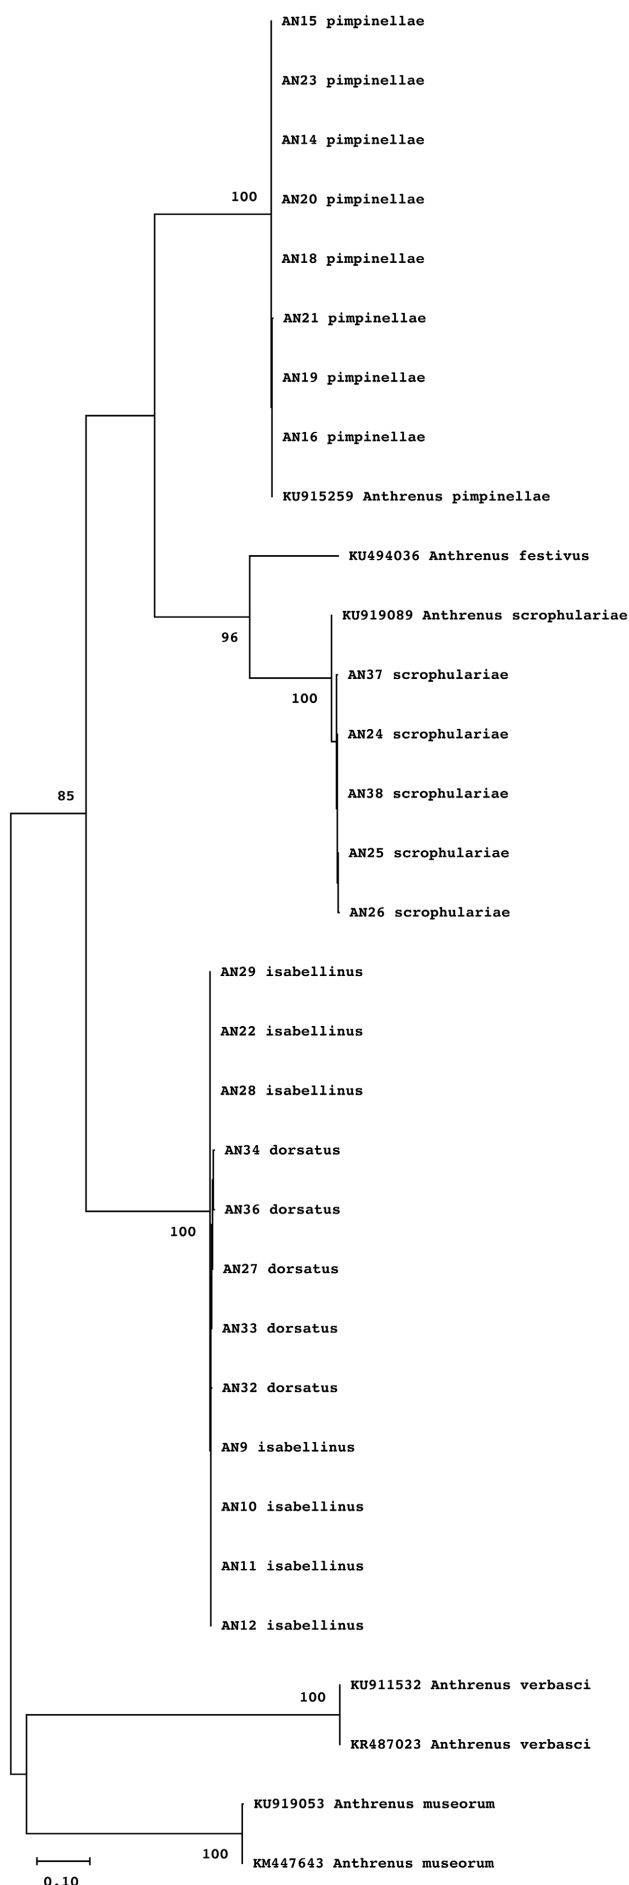 AN15 pimpinellae
AN23 pimpinellae
AN14 pimpinellae
100
AN20 pimpinellae
AN18 pimpinellae
AN21 pimpinellae
AN19 pimpinellae
AN16 pimpinellae
KU915259 Anthrenus pimpinellae
KU494036 Anthrenus festivus
KU919089 Anthrenus scrophulariae
96
AN37 scrophulariae
100
AN24 scrophulariae
AN38 scrophulariae
85
AN25 scrophulariae
AN26 scrophulariae
AN29 isabellinus
AN22 isabellinus
AN28 isabellinus
AN34 dorsatus
AN36 dorsatus
100
AN27 dorsatus
AN33 dorsatus
AN32 dorsatus
AN9 isabellinus
AN10 isabellinus
AN11 isabellinus
AN12 isabellinus
KU911532 Anthrenus verbasci
100
KR487023 Anthrenus verbasci
KU919053 Anthrenus museorum
100
KM447643 Anthrenus museorum
0.10